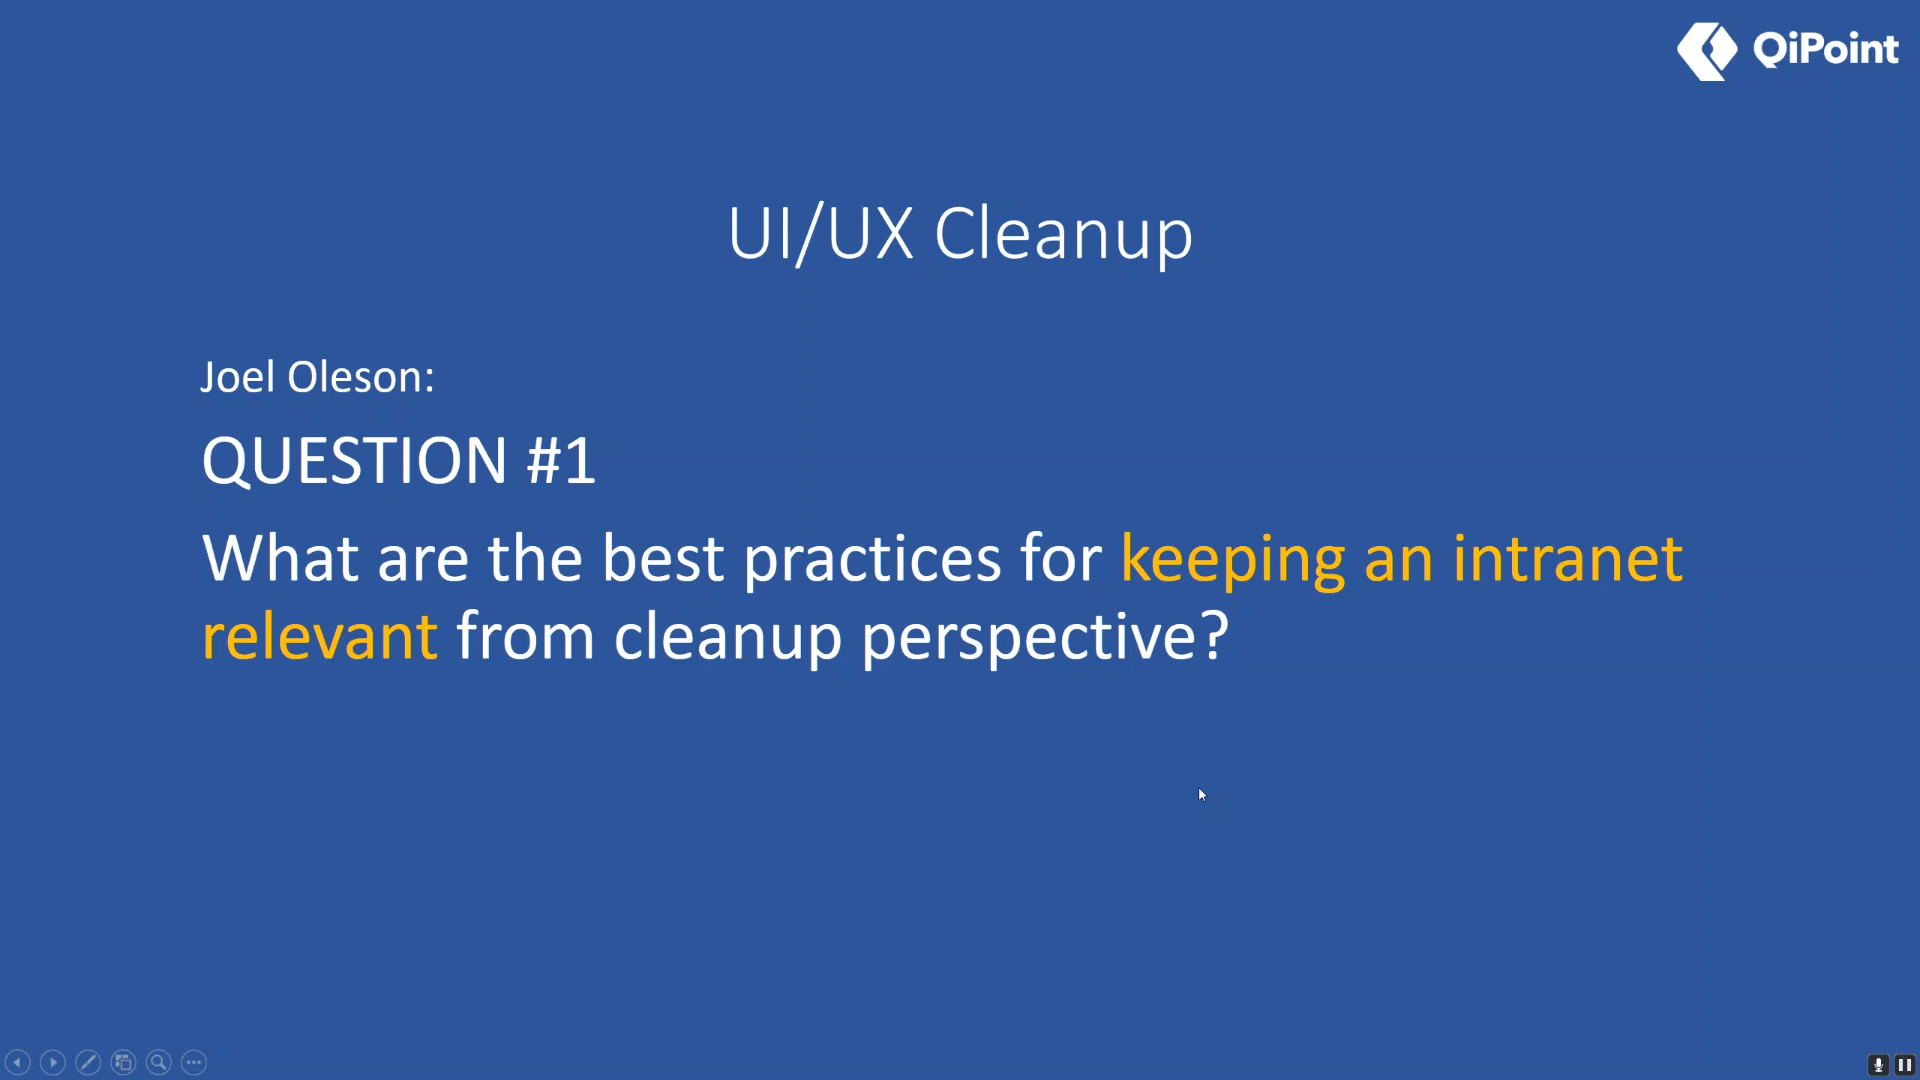 QiPoint
UI/UX Cleanup
Joel Oleson:
QUESTION #1
What are the best practices for keeping an intranet
relevant from cleanup perspective?